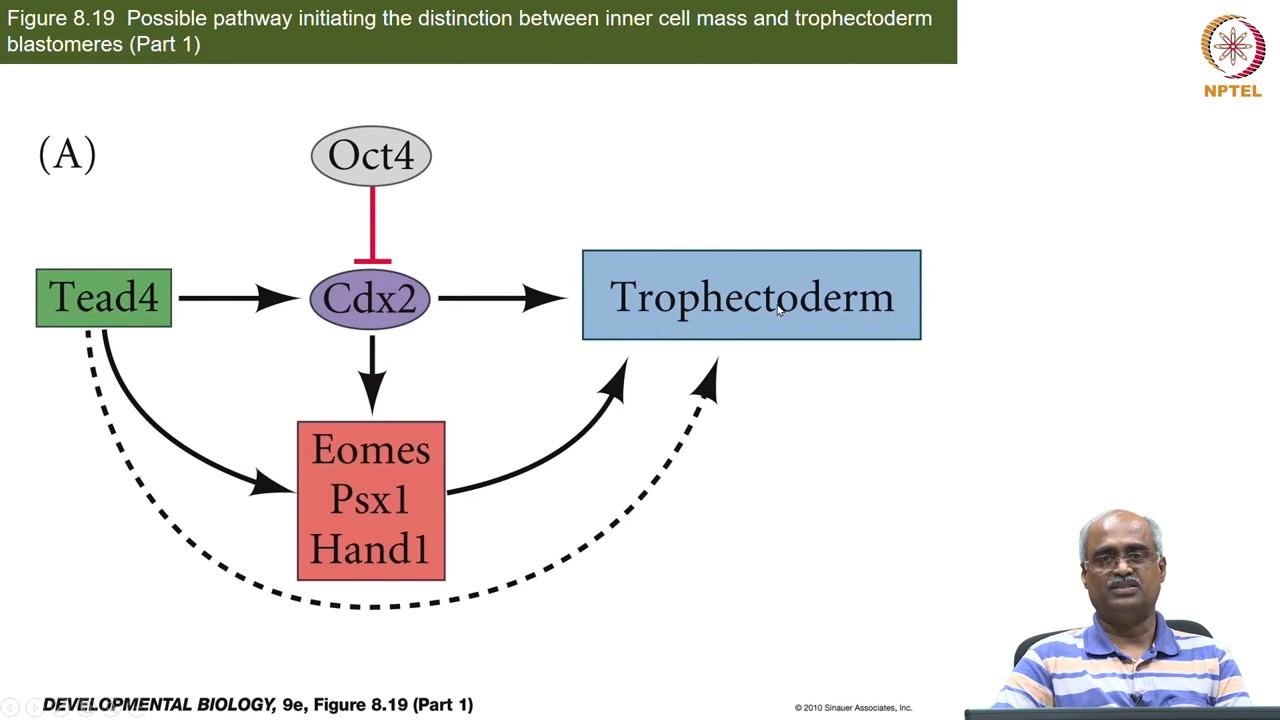 Figure 8.19 Possible pathway initiating the distinction between inner cell mass and trophectoderm
blastomeres (Part 1)
NPTEL
(A)
Oct4
Tead4
Cdx2
Trophectoderm
Eomes
Psx1
Hand1
DEVELOPMENTAL BIOLOGY, 9e, Figure 8.19 (Part 1)
© 2010 Sinauer Associates, Inc.